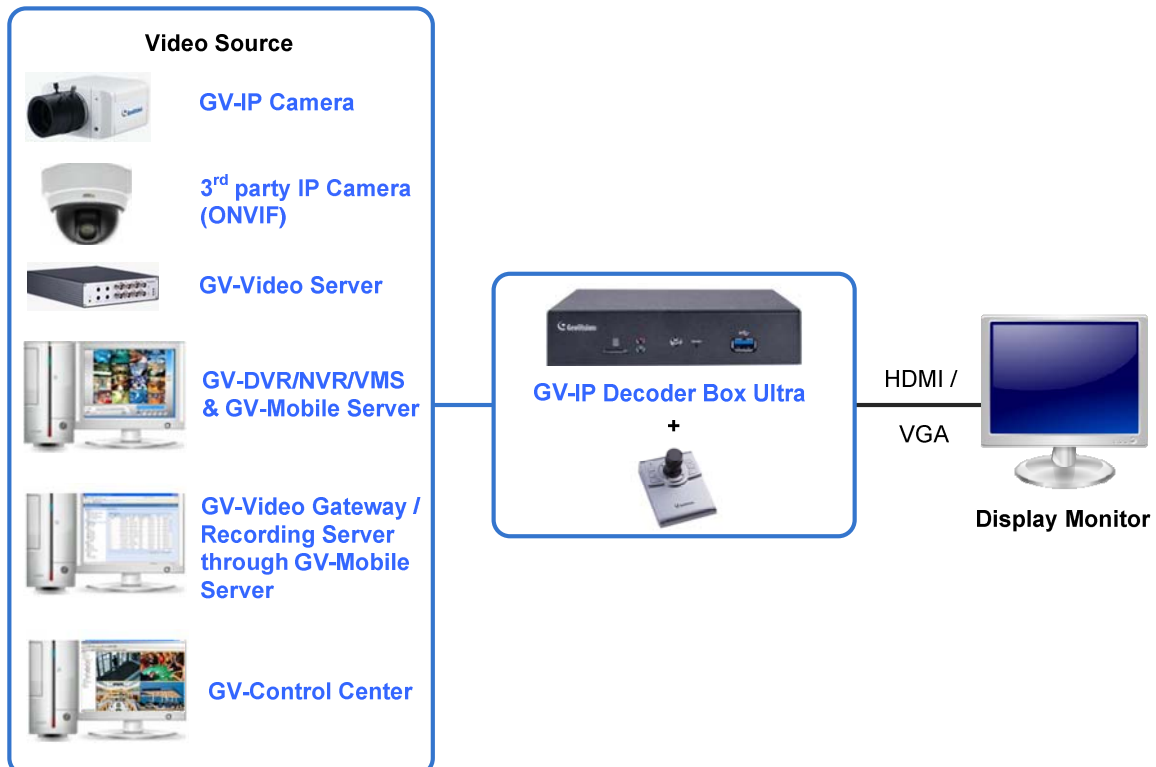 Video Source
GV-IP Camera
3rd party IP Camera
(ONVIF)
GV-Video Server
GV-DVR/NVR/VMS
& GV-Mobile Server
GV-Video Gateway /
Recording Server
through GV-Mobile
Server
GV-Control Center
GeoVision
GV-IP Decoder Box Ultra
+
HDMI /
VGA
Display Monitor